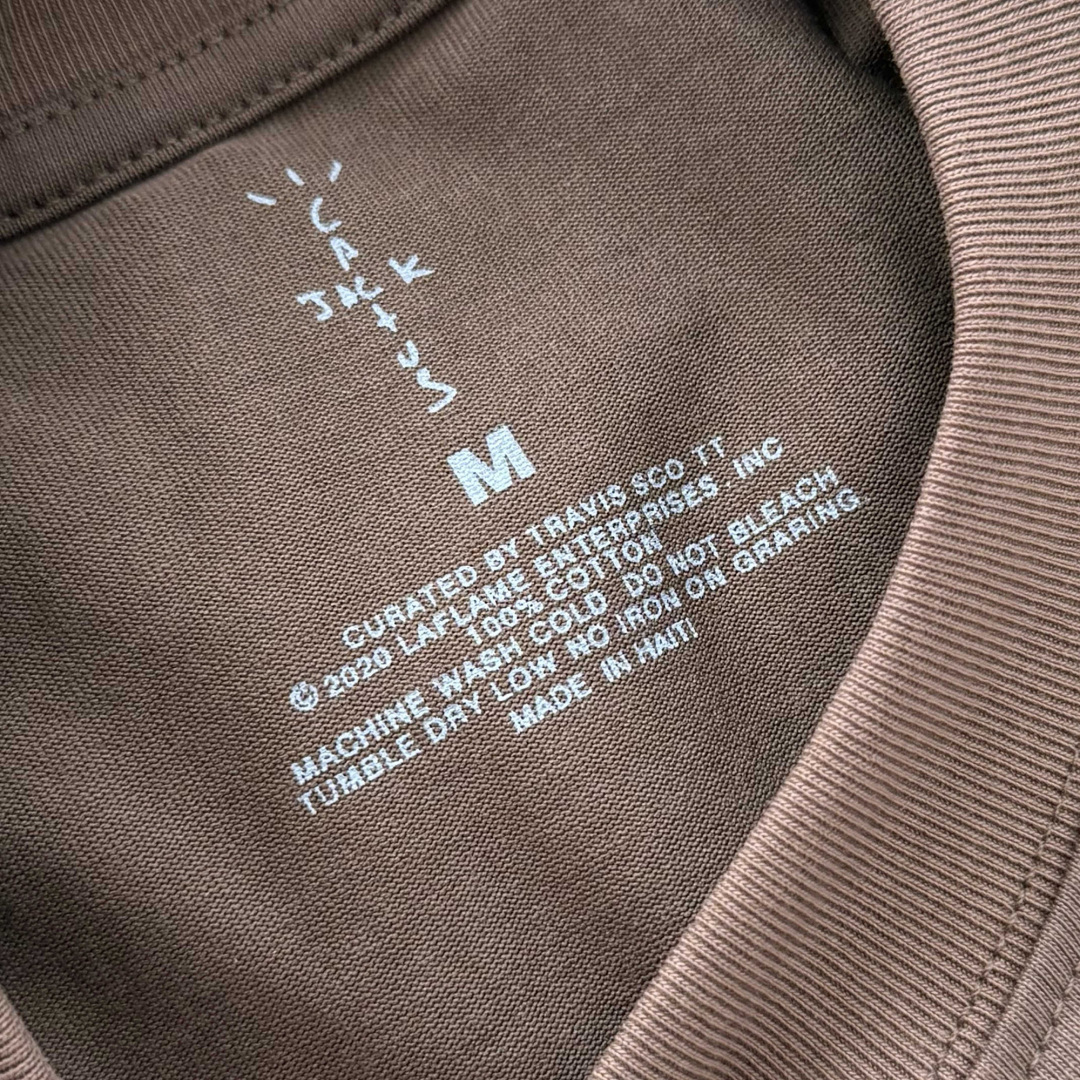 CACTUS
JACK
M
CURATED BY TRAVIS SCO TT
©2020 LAFLAME ENTERPRISES INC
100% COTTON
MACHINE WASH COLD DO NOT BLEACH
TUMBLE DRY LOW NO IRON ON GRARING
MADE IN HAITI